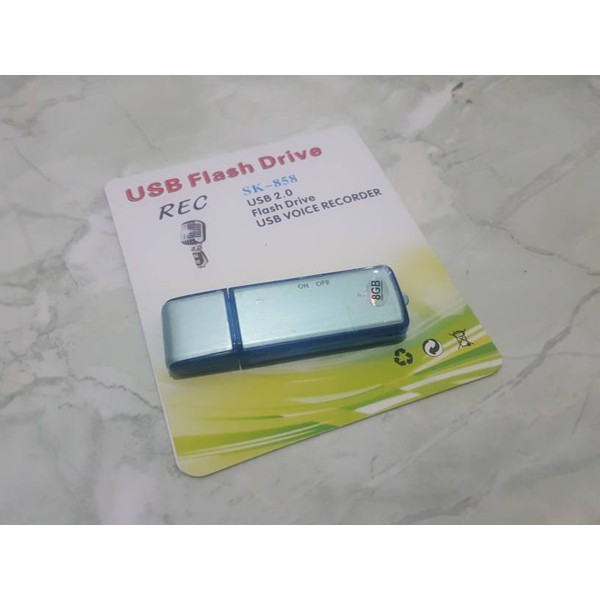 USB Flash Drive
REC
SK-858
USB 2.0
Flash Drive
USB VOICE RECORDER
ON OFF
8GB